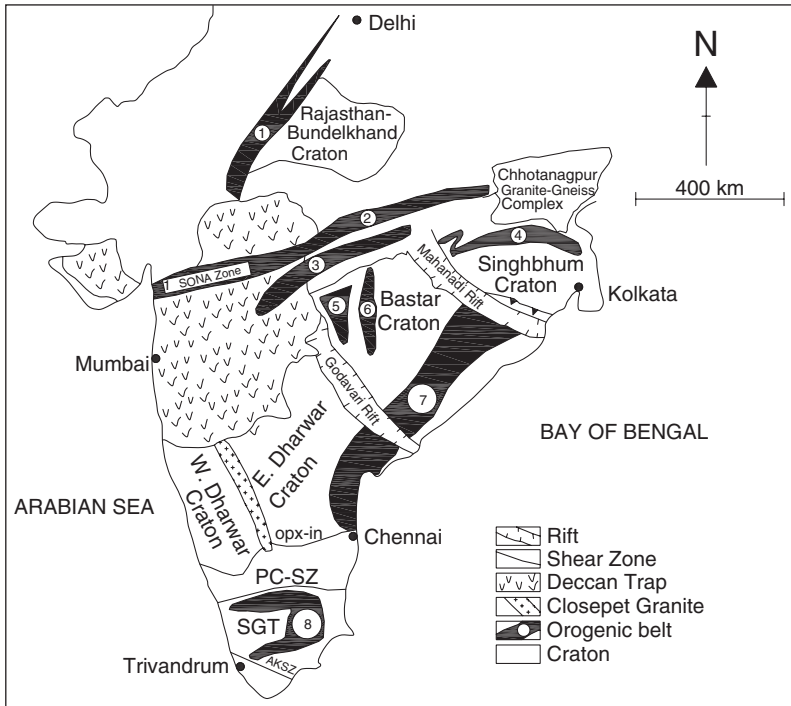 Delhi
N
Rajasthan-
Bundelkhand
Craton
1
Chhotanagpur
Granite-Gneiss
Complex
400 km
2
SONA Zone
3
4
Mahanadi Rift
Singhbhum
Craton
Kolkata
5
6
Bastar
Craton
Mumbai
Godavari Rift
7
BAY OF BENGAL
E. Dharwar
Craton
W. Dharwar
Craton
ARABIAN SEA
opx-in
Chennai
PC-SZ
SGT
8
AKSZ
Trivandrum
Rift
Shear Zone
Deccan Trap
Closepet Granite
Orogenic belt
Craton